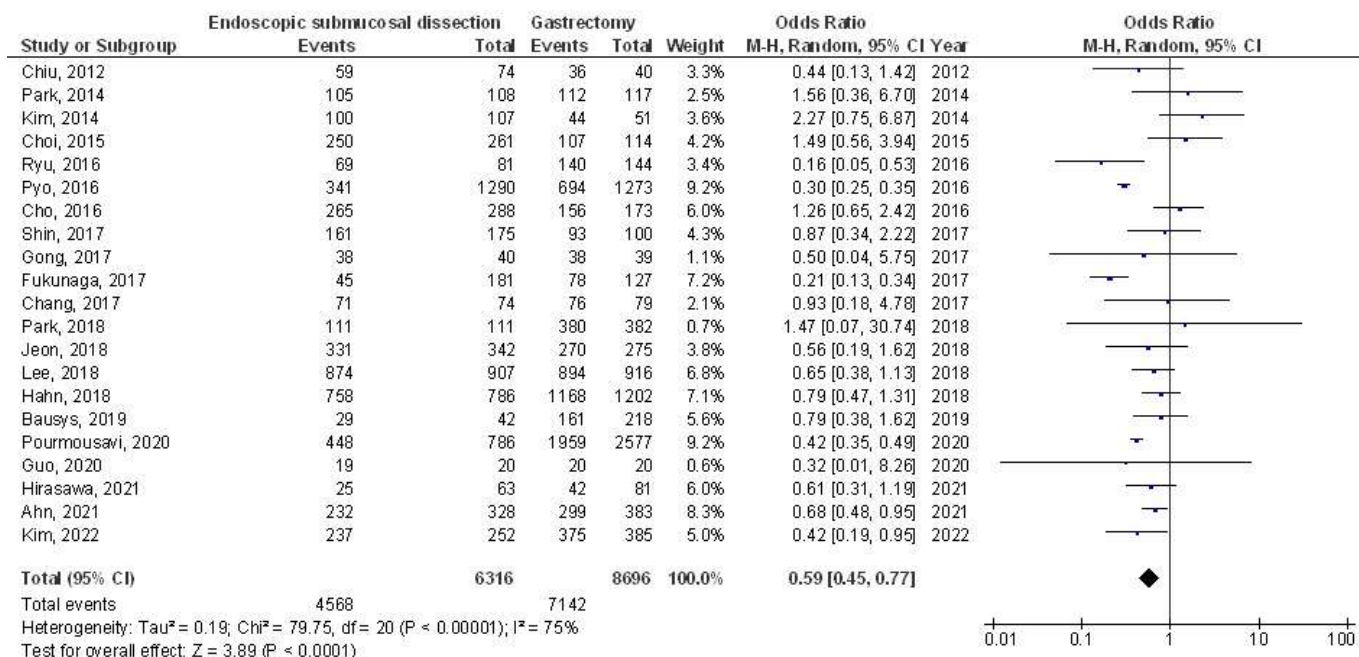 Endoscopic submucosal dissection Gastrectomy Odds Ratio Odds Ratio
Study or Subgroup Events Total Events Total Weight M-H, Random, 95% CI Year M-H, Random, 95% CI
Chiu, 2012 59 74 36 40 3.3% 0.44 [0.13, 1.42] 2012
Park, 2014 105 108 112 117 2.5% 1.56 [0.36, 6.70] 2014
Kim, 2014 100 107 44 51 3.6% 2.27 [0.75, 6.87] 2014
Choi, 2015 250 261 107 114 4.2% 1.49 [0.56, 3.94] 2015
Ryu, 2016 69 81 140 144 3.4% 0.16 [0.05, 0.53] 2016
Pyo, 2016 341 1290 694 1273 9.2% 0.30 [0.25, 0.35] 2016
Cho, 2016 265 288 156 173 6.0% 1.26 [0.65, 2.42] 2016
Shin, 2017 161 175 93 100 4.3% 0.87 [0.34, 2.22] 2017
Gong, 2017 38 40 38 39 1.1% 0.50 [0.04, 5.75] 2017
Fukunaga, 2017 45 181 78 127 7.2% 0.21 [0.13, 0.34] 2017
Chang, 2017 71 74 76 79 2.1% 0.93 [0.18, 4.78] 2017
Park, 2018 111 111 380 382 0.7% 1.47 [0.07, 30.74] 2018
Jeon, 2018 331 342 270 275 3.8% 0.56 [0.19, 1.62] 2018
Lee, 2018 874 907 894 916 6.8% 0.65 [0.38, 1.13] 2018
Hahn, 2018 758 786 1168 1202 7.1% 0.79 [0.47, 1.31] 2018
Bausys, 2019 29 42 161 218 5.6% 0.79 [0.38, 1.62] 2019
Pourmousavi, 2020 448 786 1959 2577 9.2% 0.42 [0.35, 0.49] 2020
Guo, 2020 19 20 20 20 0.6% 0.32 [0.01, 8.26] 2020
Hirasawa, 2021 25 63 42 81 6.0% 0.61 [0.31, 1.19] 2021
Ahn, 2021 232 328 299 383 8.3% 0.68 [0.48, 0.95] 2021
Kim, 2022 237 252 375 385 5.0% 0.42 [0.19, 0.95] 2022
Total (95% CI) 6316 8696 100.0% 0.59 [0.45, 0.77]
Total events 4568 7142
Heterogeneity: Tau² = 0.19; Chi² = 79.75, df = 20 (P < 0.00001); I² = 75%
Test for overall effect: Z = 3.89 (P < 0.0001)
0.01 0.1 1 10 100